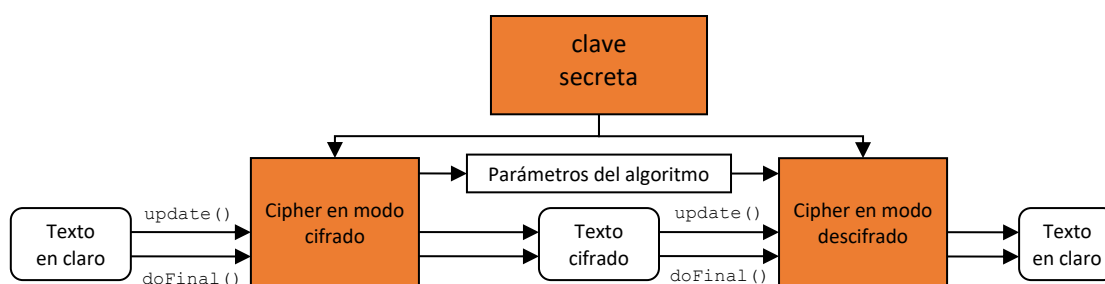 clave
secreta
Parámetros del algoritmo
update()
Texto
en claro
doFinal()
Cipher en modo
cifrado
Texto
cifrado
update()
doFinal()
Cipher en modo
descifrado
Texto
en claro